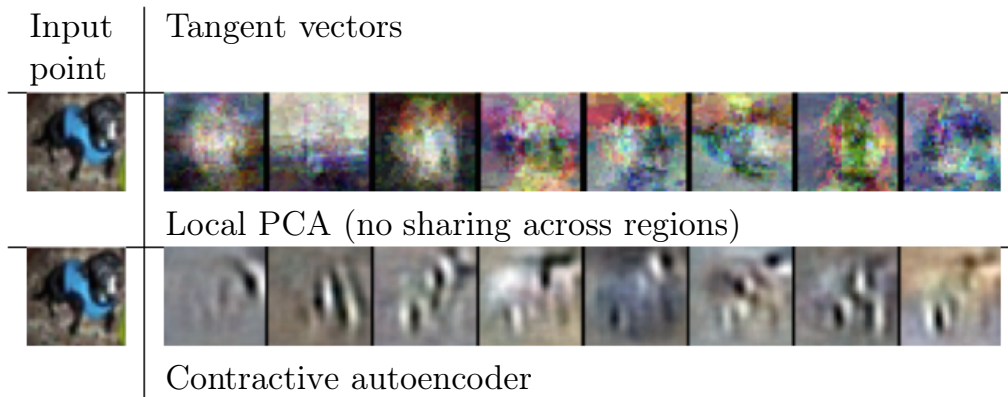 Input
point
Tangent vectors
Local PCA (no sharing across regions)
Contractive autoencoder